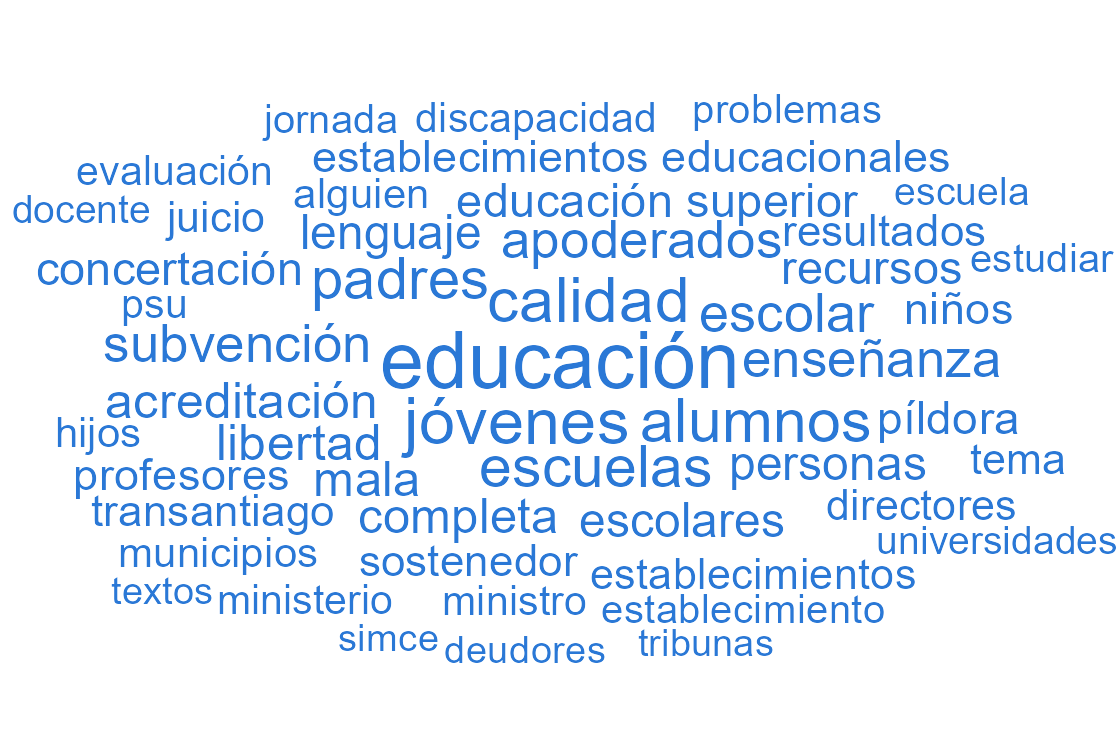 jornada discapacidad problemas
establecimientos educacionales
evaluación
alguien educación superior escuela
docente juicio
lenguaje apoderados resultados
concertación padres recursos estudiar
psu calidad escolar niños
subvención educación enseñanza
acreditación jóvenes alumnos píldora
hijos libertad
profesores mala escuelas personas tema
transantiago completa escolares directores
municipios sostenedor universidades
establecimientos
textos ministerio ministro establecimiento
simce deudores tribunas